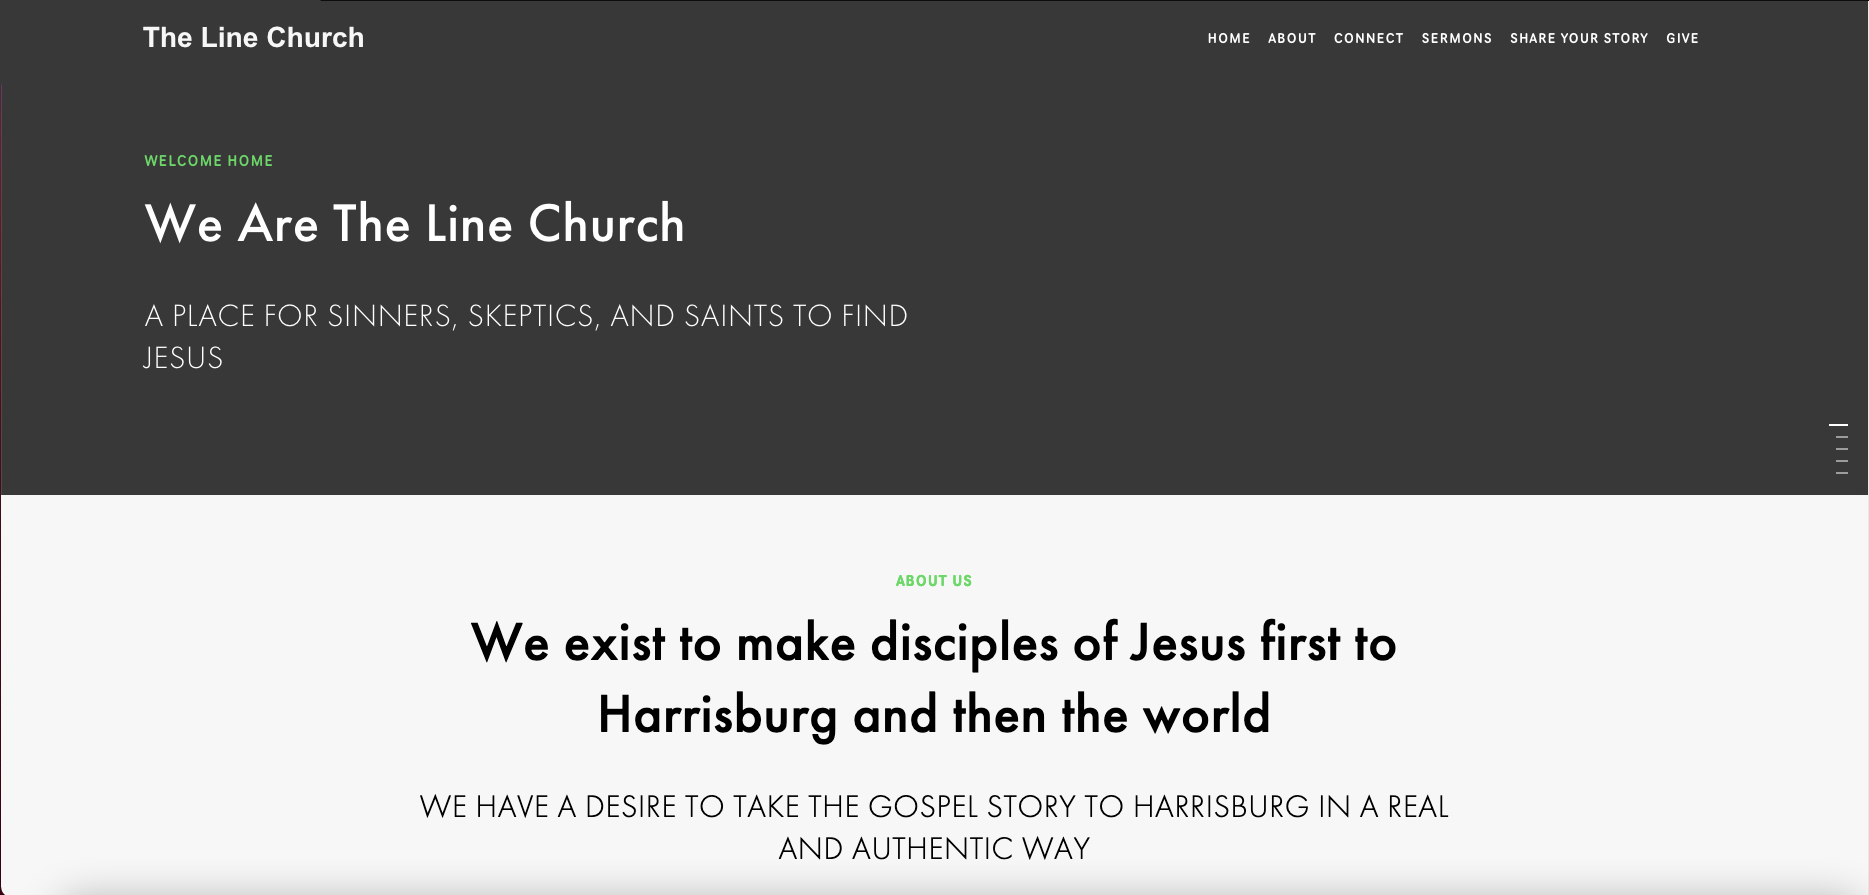 The Line Church
HOME ABOUT CONNECT SERMONS SHARE YOUR STORY GIVE
WELCOME HOME
We Are The Line Church
A PLACE FOR SINNERS, SKEPTICS, AND SAINTS TO FIND
JESUS
ABOUT US
We exist to make disciples of Jesus first to
Harrisburg and then the world
WE HAVE A DESIRE TO TAKE THE GOSPEL STORY TO HARRISBURG IN A REAL
AND AUTHENTIC WAY